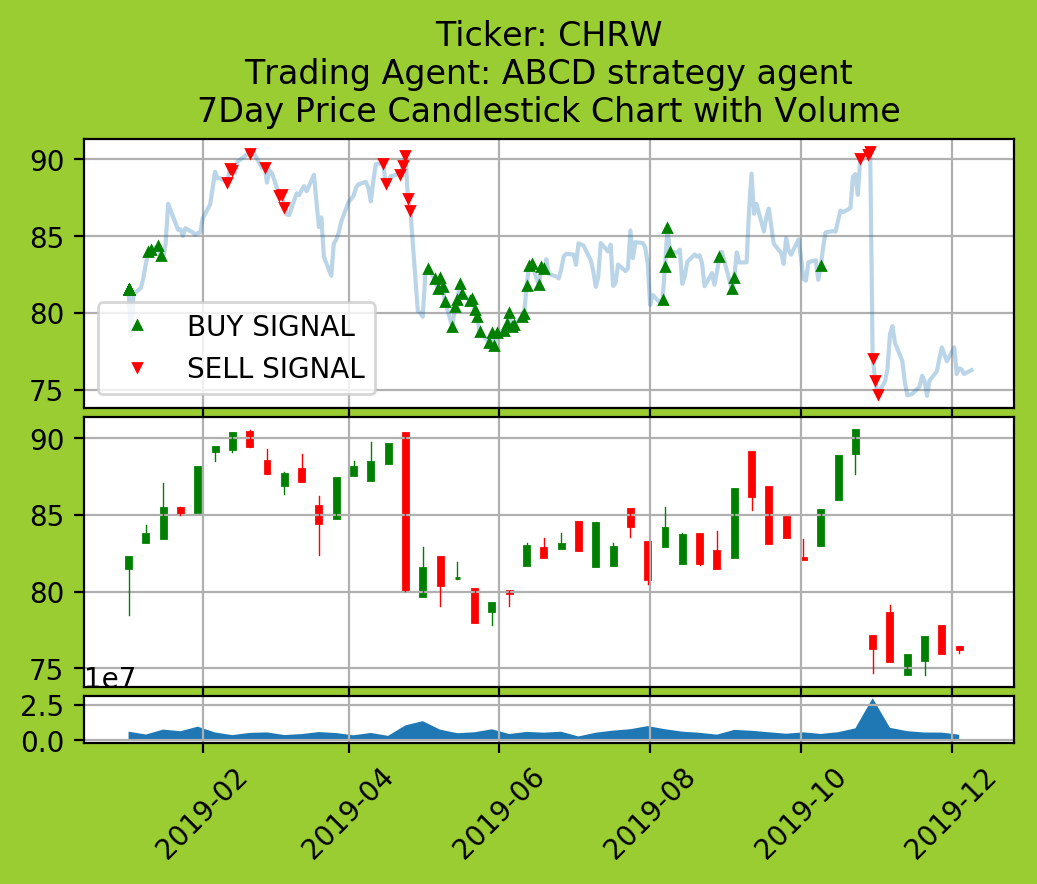 Ticker: CHRW
Trading Agent: ABCD strategy agent
7Day Price Candlestick Chart with Volume
90
85
80
75
BUY SIGNAL
SELL SIGNAL
90
85
80
75
1e7
2.5
0.0
2019-02
2019-04
2019-06
2019-08
2019-10
2019-12